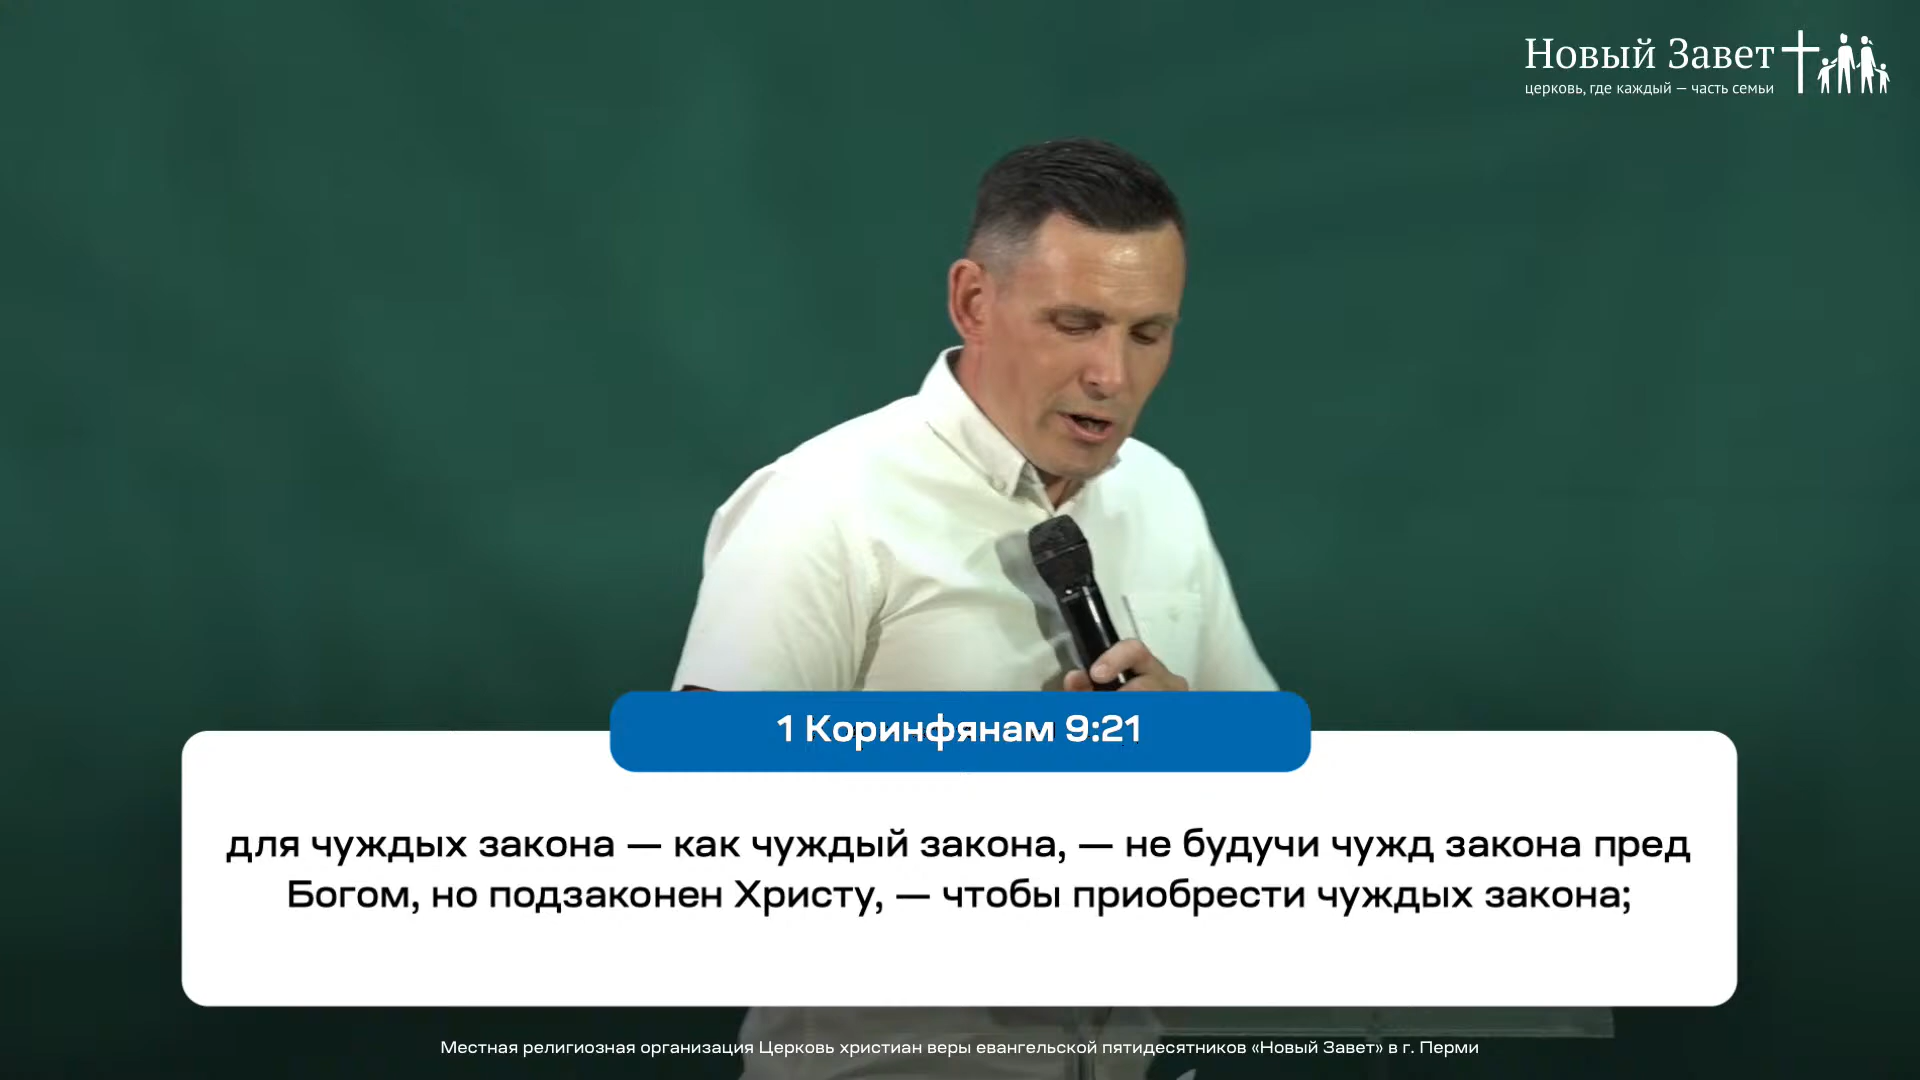 Новый Завет
церковь, где каждый — часть семьи
1 Коринфянам 9:21
для чуждых закона — как чуждый закона, — не будучи чужд закона пред
Богом, но подзаконен Христу, — чтобы приобрести чуждых закона;
Местная религиозная организация Церковь христиан веры евангельской пятидесятников «Новый Завет» в г. Перми